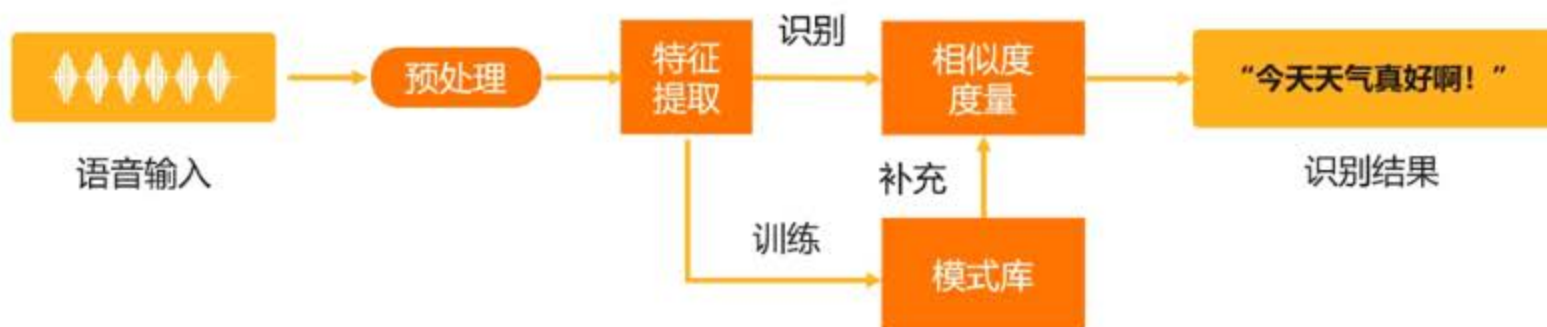 语音输入
预处理
特征
提取
识别
相似度
度量
“今天天气真好啊！”
识别结果
补充
训练
模式库